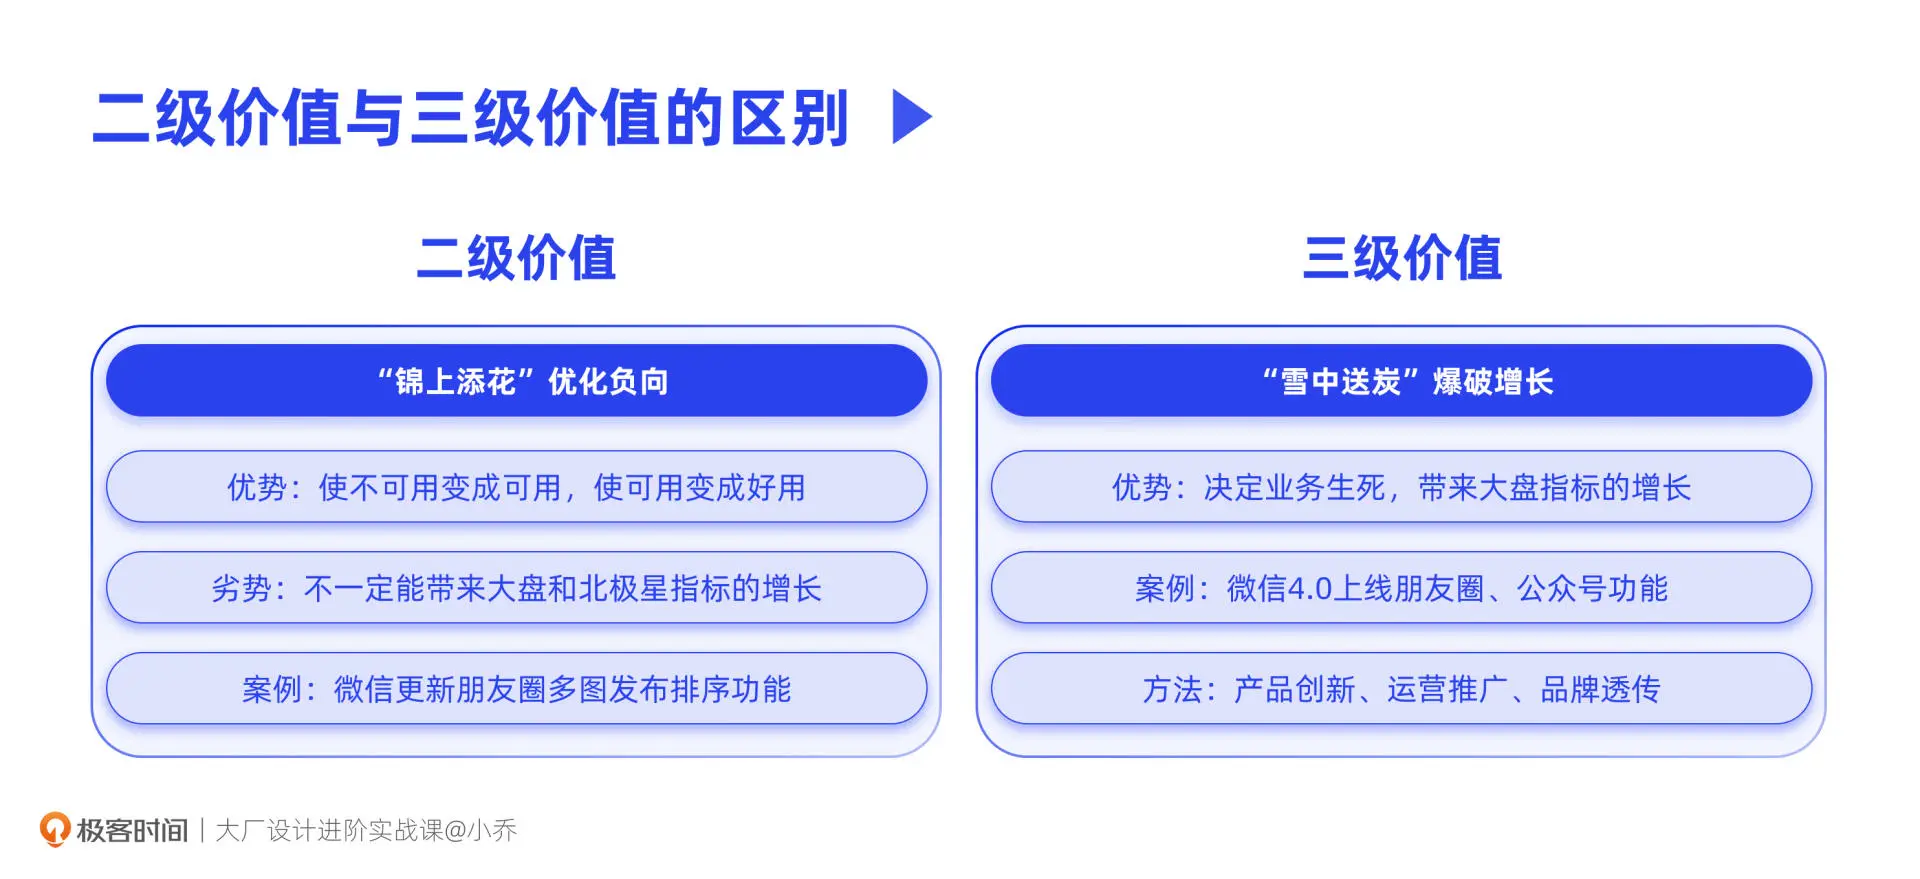 二级价值与三级价值的区别
二级价值
“锦上添花”优化负向
优势：使不可用变成可用，使可用变成好用
劣势：不一定能带来大盘和北极星指标的增长
案例：微信更新朋友圈多图发布排序功能
三级价值
“雪中送炭”爆破增长
优势：决定业务生死，带来大盘指标的增长
案例：微信4.0上线朋友圈、公众号功能
方法：产品创新、运营推广、品牌透传
极客时间｜大厂设计进阶实战课@小乔